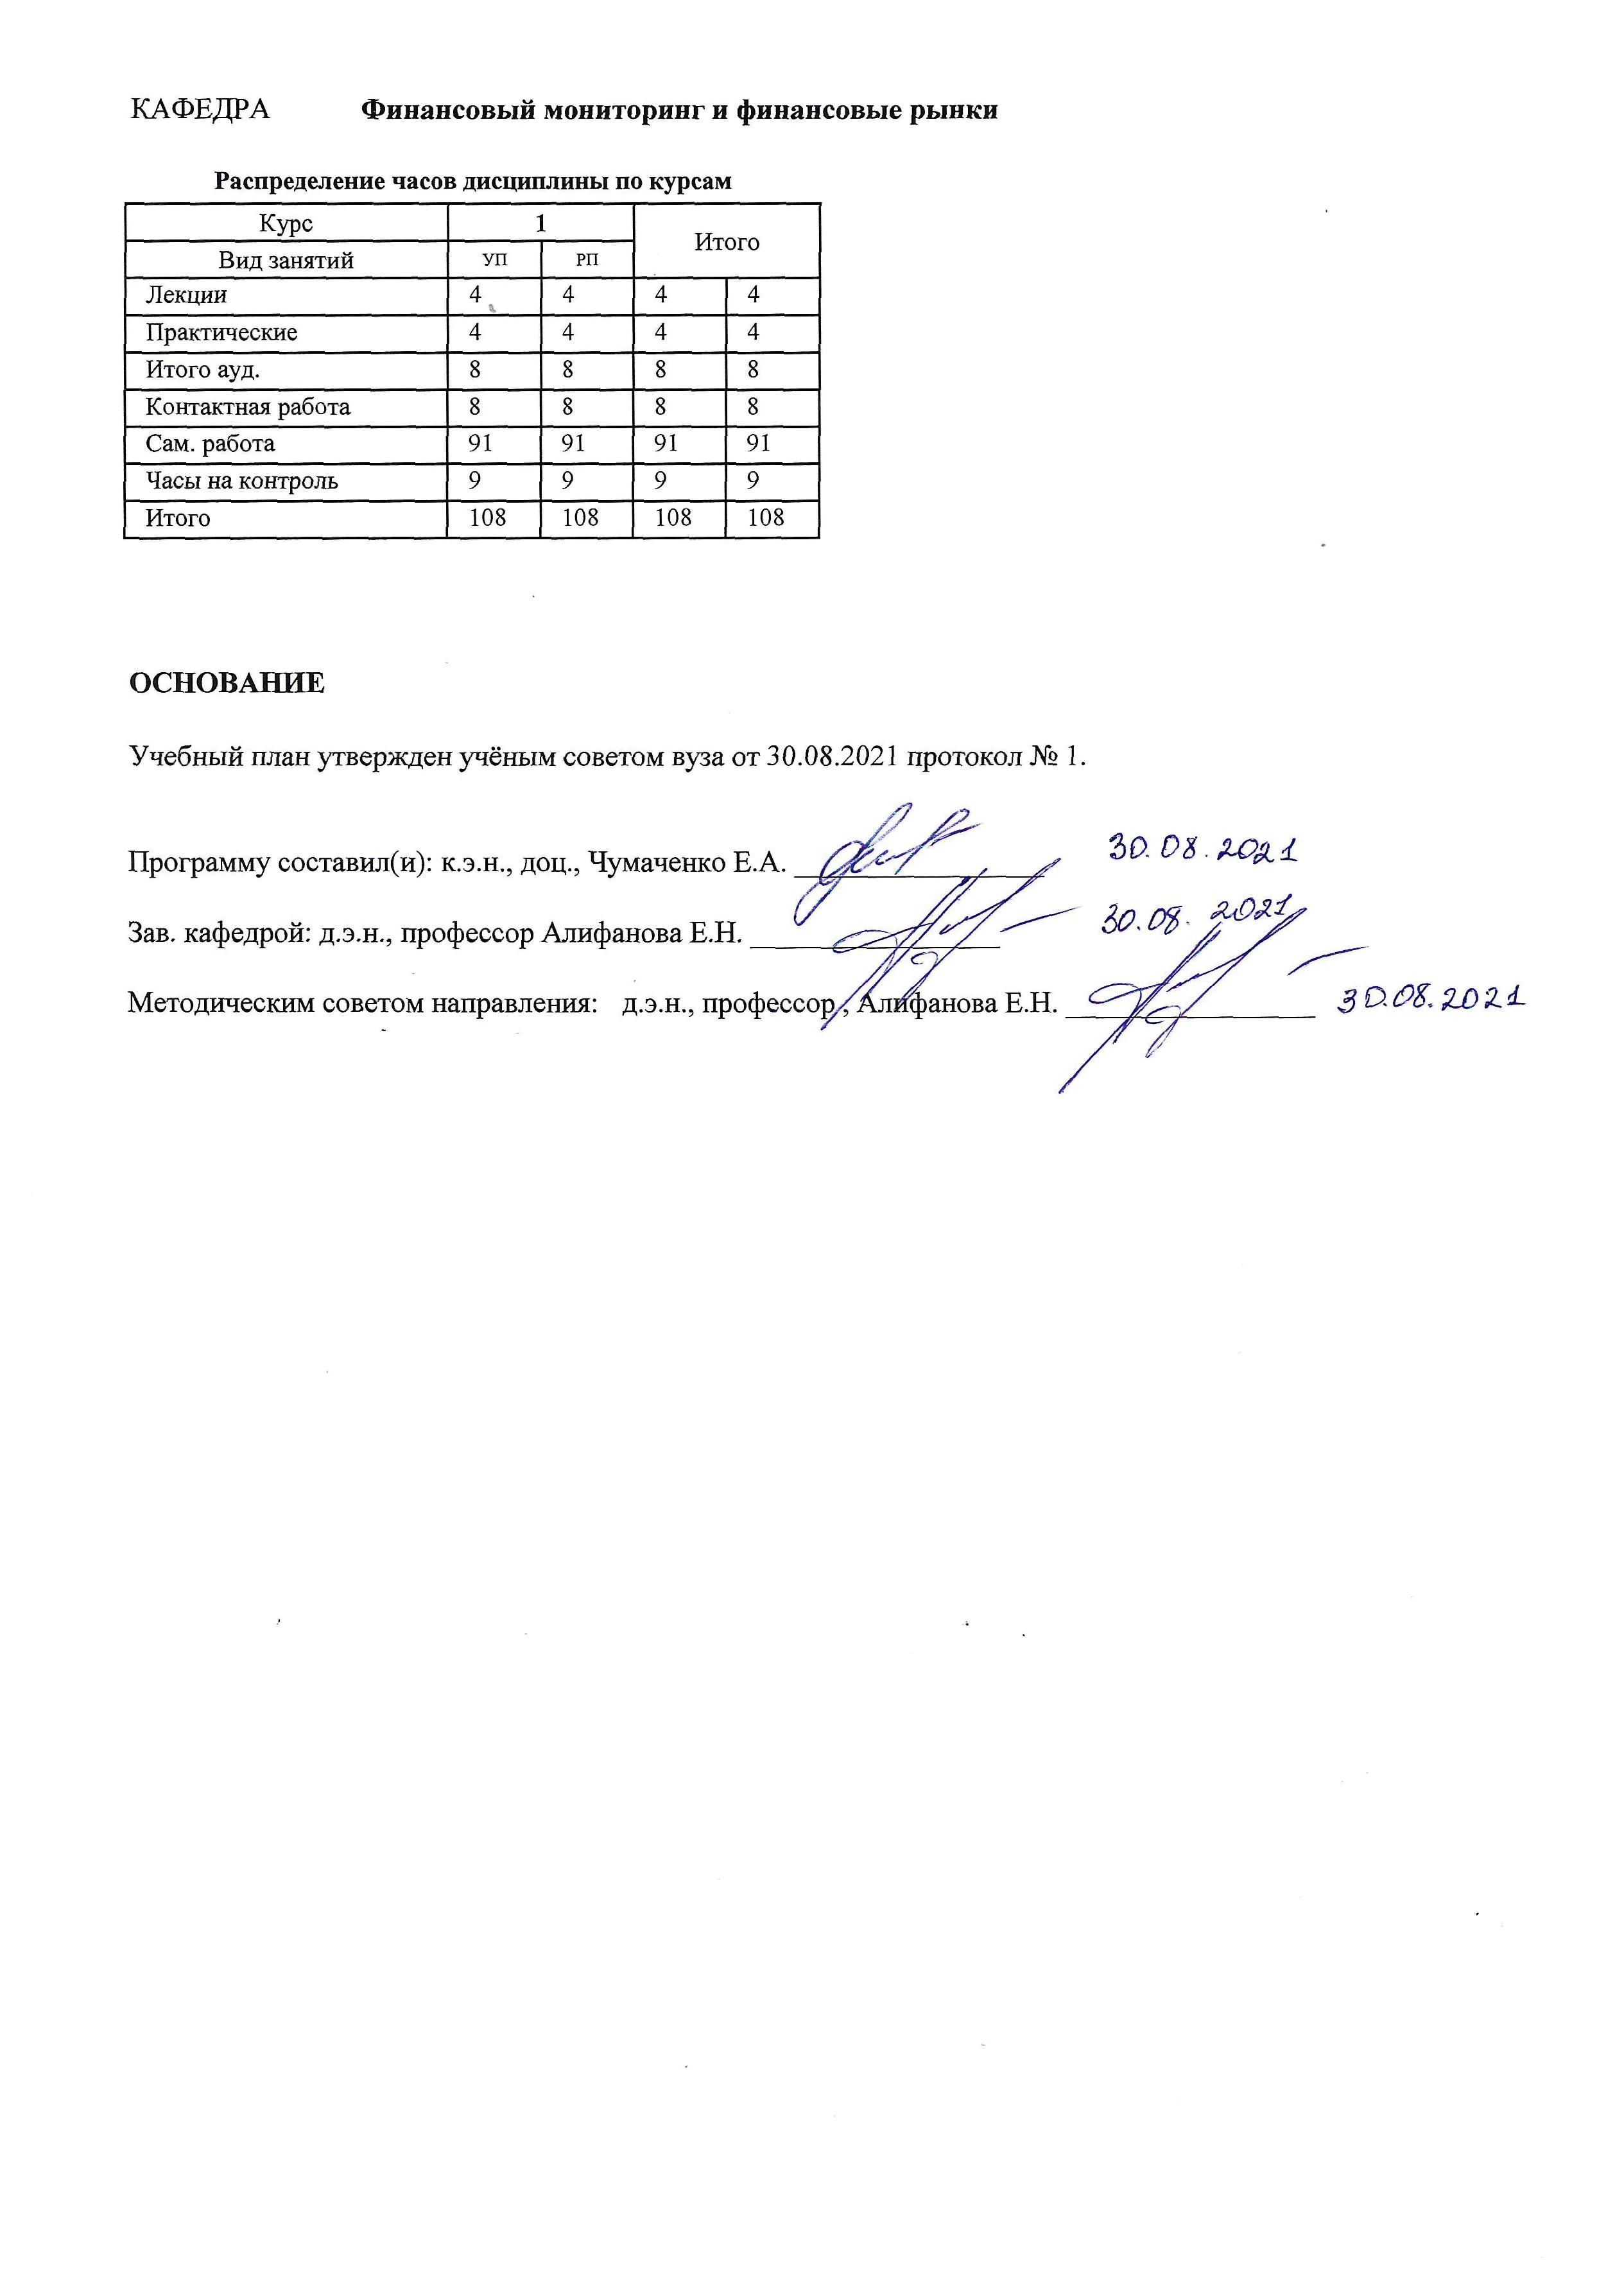 КАФЕДРА Финансовый мониторинг и финансовые рынки
Распределение часов дисциплины по курсам
Курс 1 Итого
Вид занятий УП РП
Лекции 4 4 4 4
Практические 4 4 4 4
Итого ауд. 8 8 8 8
Контактная работа 8 8 8 8
Сам. работа 91 91 91 91
Часы на контроль 9 9 9 9
Итого 108 108 108 108
ОСНОВАНИЕ
Учебный план утвержден учёным советом вуза от 30.08.2021 протокол № 1.
Программу составил(и): к.э.н., доц., Чумаченко Е.А. 30.08.2021
Зав. кафедрой: д.э.н., профессор Алифанова Е.Н. 30.08.2021
Методическим советом направления: д.э.н., профессор , Алифанова Е.Н. 30.08.2021